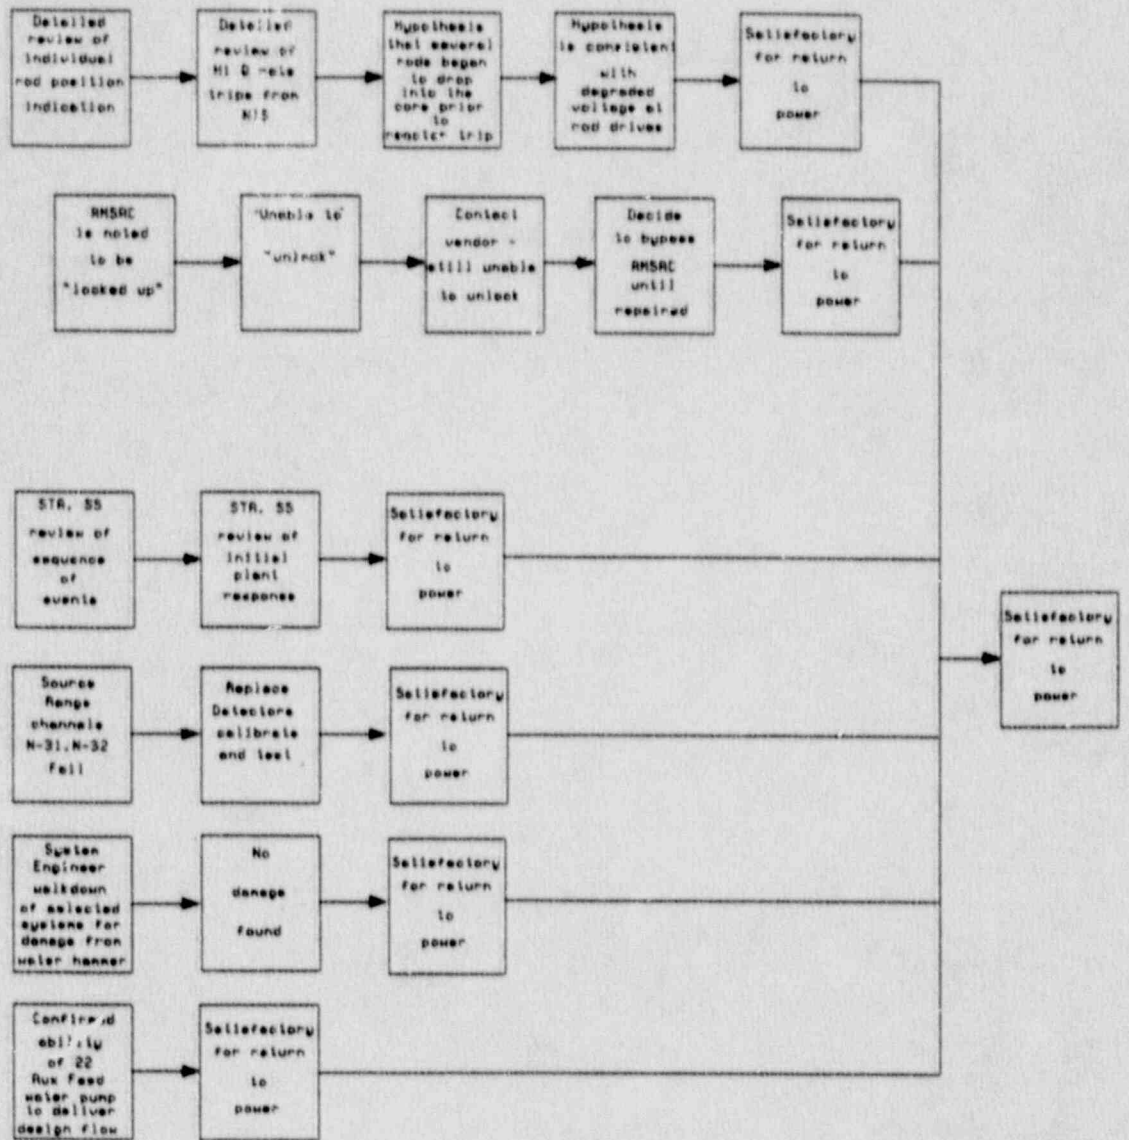 Detailed
review of
individual
rod position
indication
Detailed
review of
Hi Q rate
trips from
NIS
Hypothesis
that several
rods began
to drop
into the
core prior
to
reactor trip
Hypothesis
is consistent
with
degraded
voltage at
rod drives
Satisfactory
for return
to
power
AMSAC
is noted
to be
"locked up"
"Unable to"
"unlock"
Contact
vendor -
still unable
to unlock
Decide
to bypass
AMSAC
until
repaired
Satisfactory
for return
to
power
STA, SS
review of
sequence
of
events
STA, SS
review of
initial
plant
response
Satisfactory
for return
to
power
Satisfactory
for return
to
power
Source
Range
channels
N-31,N-32
fail
Replace
Detectors
calibrate
and test
Satisfactory
for return
to
power
System
Engineer
walkdown
of selected
systems for
damage from
water hammer
No
damage
found
Satisfactory
for return
to
power
Confirmed
ability
of 22
Aux Feed
water pump
to deliver
design flow
Satisfactory
for return
to
power